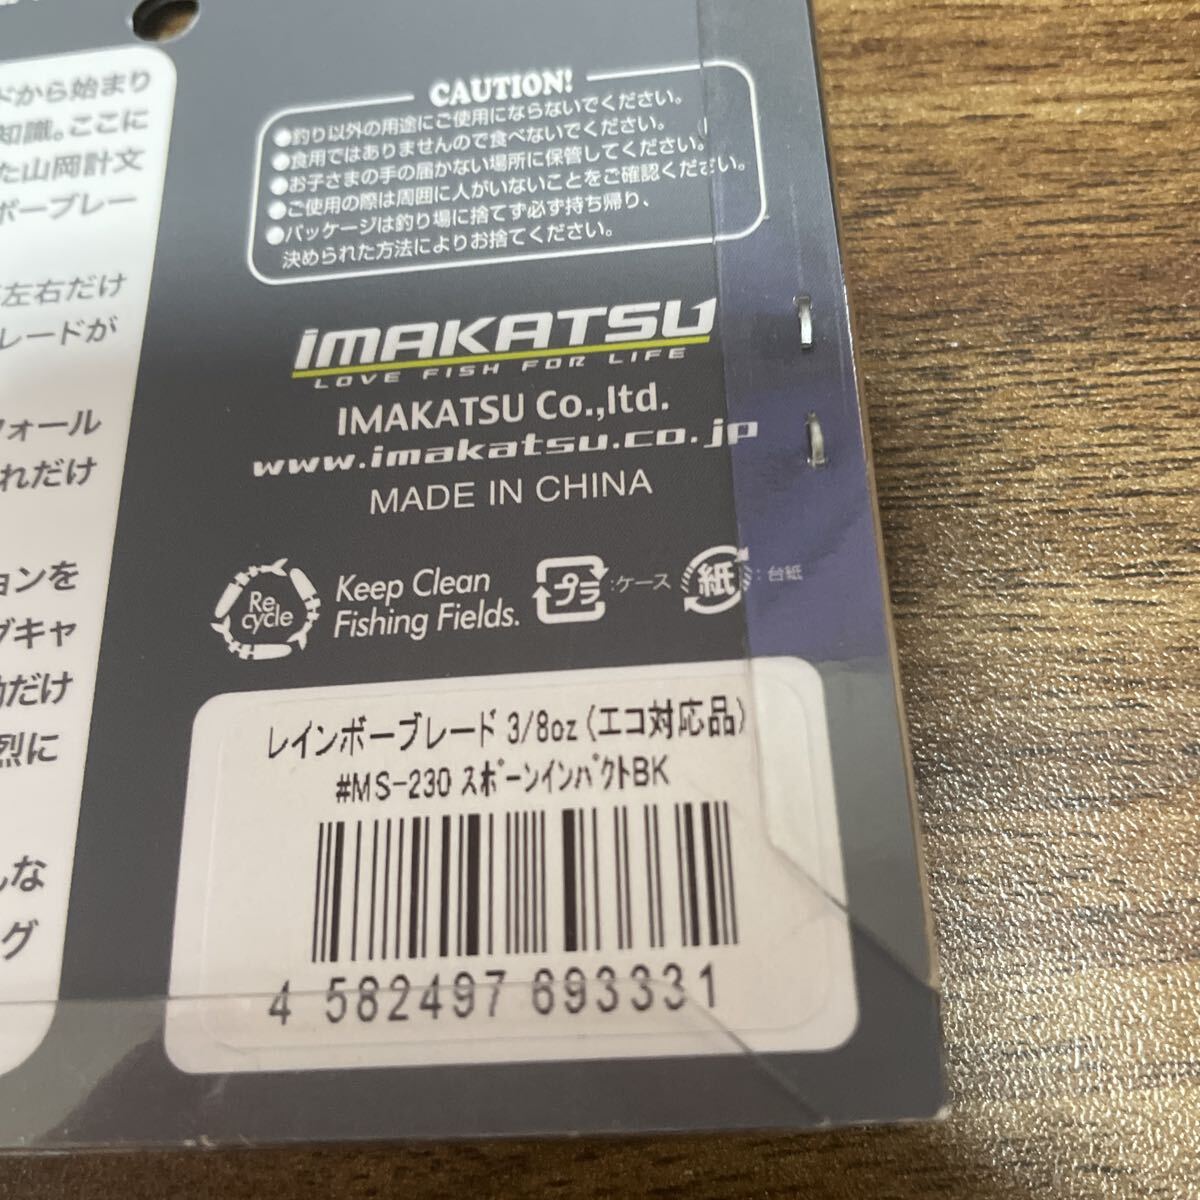 ドから始まり
知識。ここに
た山岡計文
ボーブレー
左右だけ
レードが
フォール
れだけ
ョンを
グキャ
動だけ
烈に
んな
グ
CAUTION!
●釣り以外の用途にご使用にならないでください。
●食用ではありませんので食べないでください。
●お子さまの手の届かない場所に保管してください。
●ご使用の際は周囲に人がいないことをご確認ください。
●パッケージは釣り場に捨てず必ず持ち帰り、
決められた方法によりお捨てください。
imAKATSU
LOVE FISH FOR LIFE
IMAKATSU Co.,ltd.
www.imakatsu.co.jp
MADE IN CHINA
Re
cycle
Keep Clean
Fishing Fields.
プラ
:ケース
紙
:台紙
レインボーブレード 3/8oz(エコ対応品)
#MS-230 ｽﾎﾟｰﾝｲﾝﾊﾟｸﾄBK
4 582497 693331